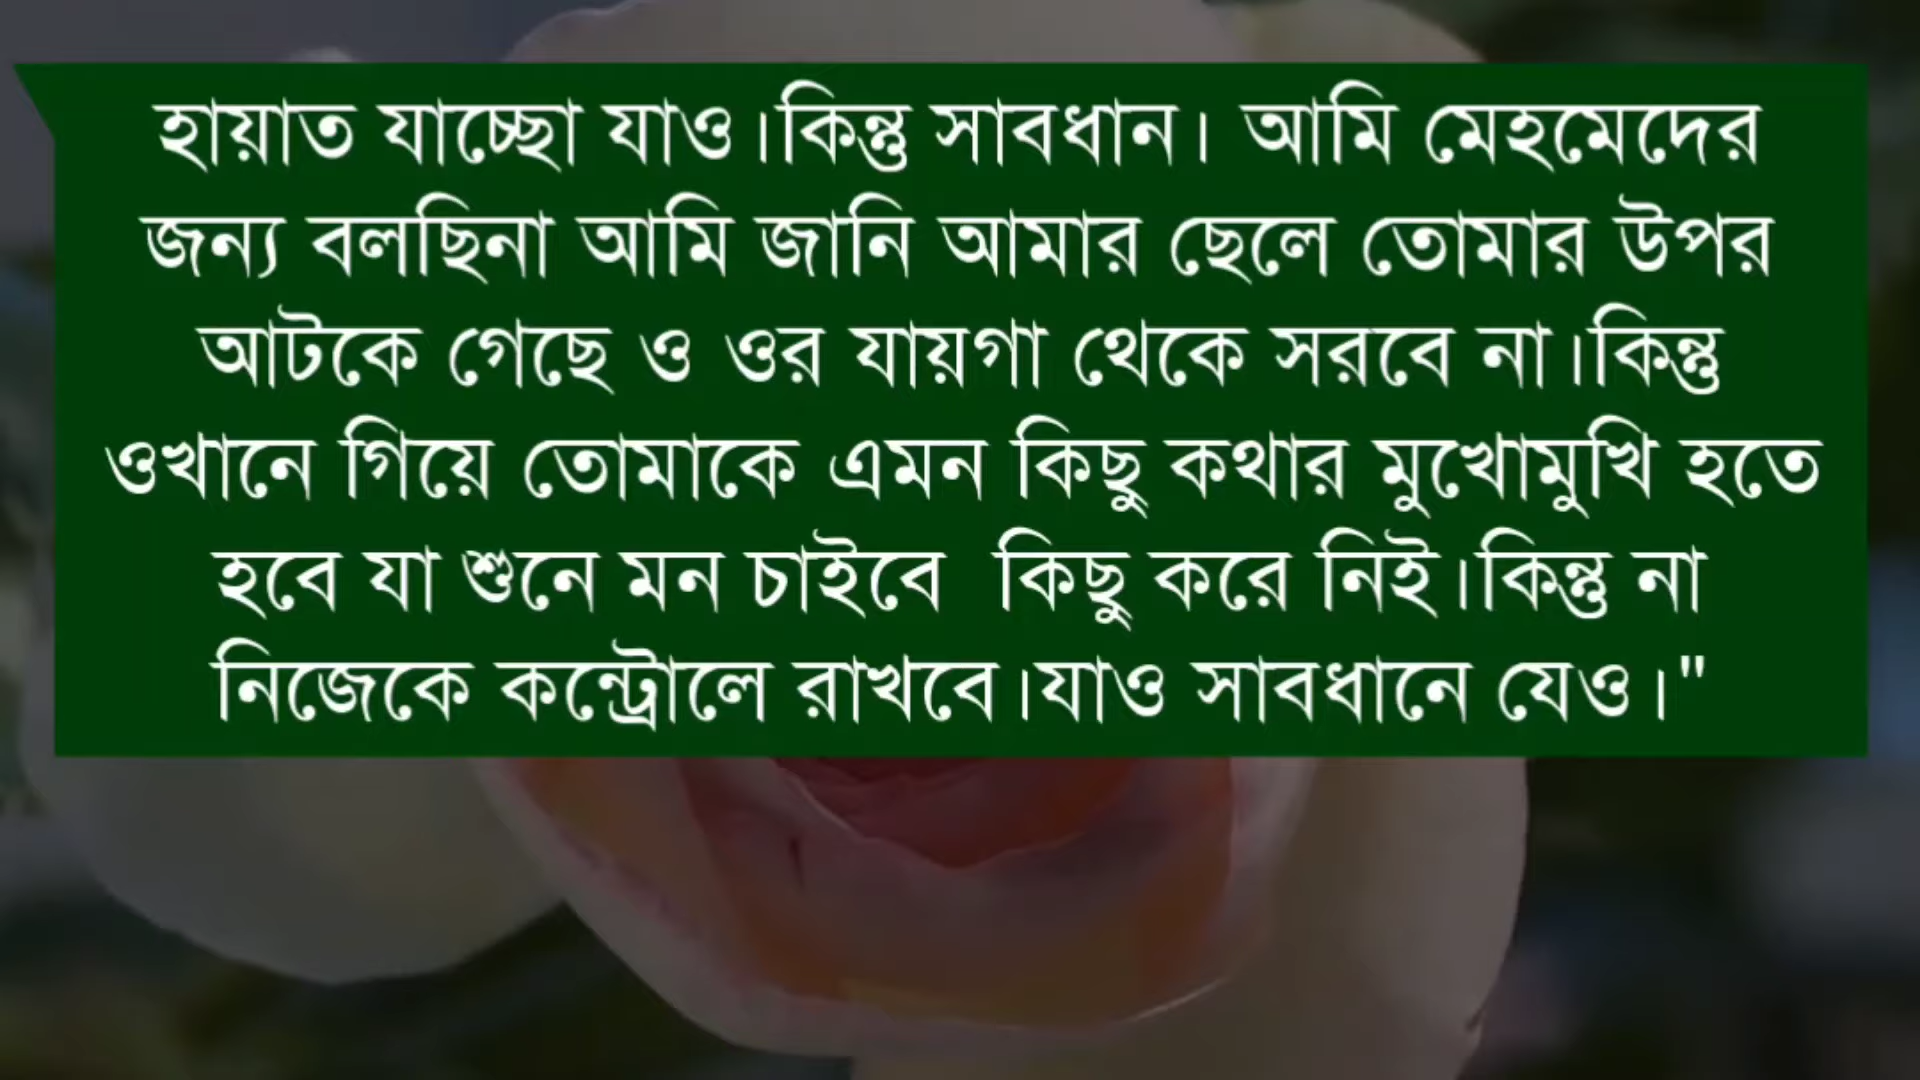 হায়াত যাচ্ছো যাও।কিন্তু সাবধান। আমি মেহমেদের
জন্য বলছিনা আমি জানি আমার ছেলে তোমার উপর
আটকে গেছে ও ওর যায়গা থেকে সরবে না।কিন্তু
ওখানে গিয়ে তোমাকে এমন কিছু কথার মুখোমুখি হতে
হবে যা শুনে মন চাইবে  কিছু করে নিই।কিন্তু না
নিজেকে কন্ট্রোলে রাখবে।যাও সাবধানে যেও।"